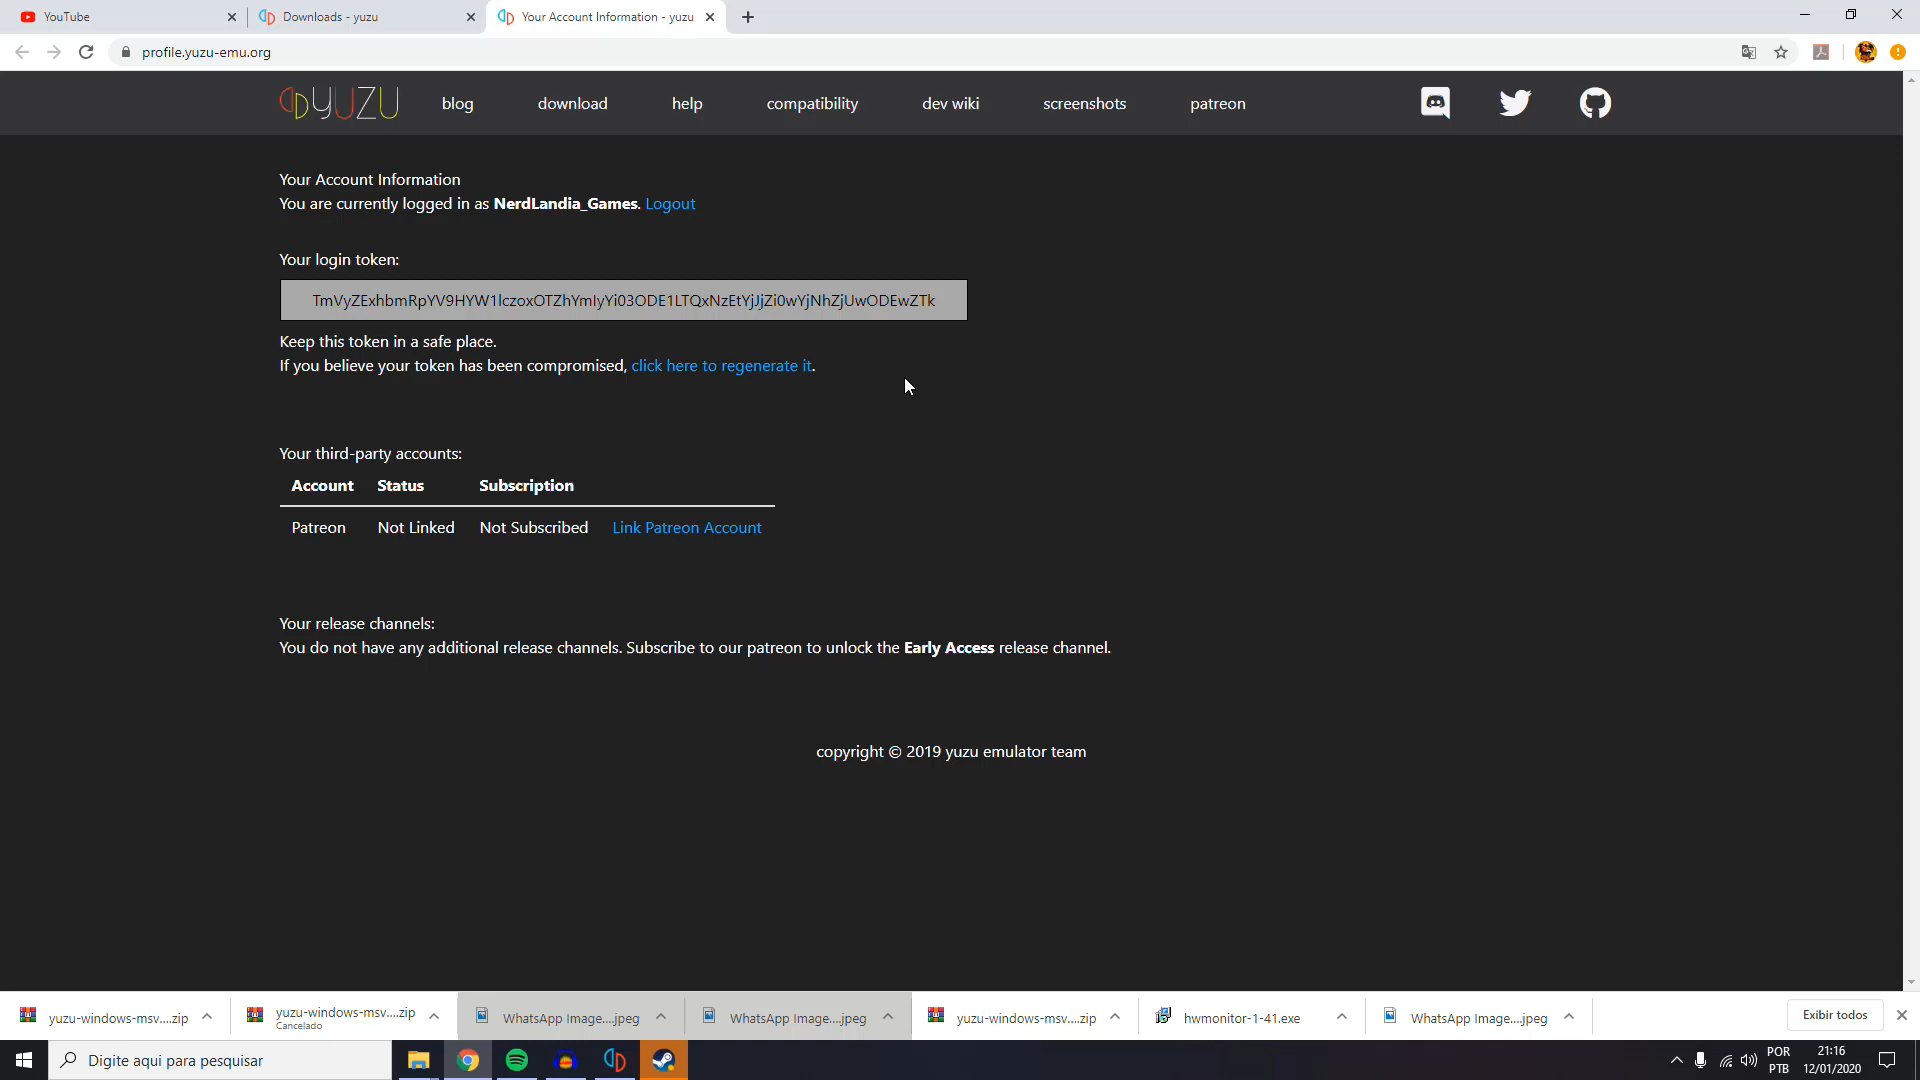 YouTube
Downloads - yuzu
Your Account Information - yuzu
profile.yuzu-emu.org
YUZU
blog
download
help
compatibility
dev wiki
screenshots
patreon
Your Account Information
You are currently logged in as NerdLandia_Games. Logout
Your login token:
TmVyZExhbmRpYV9HYW1lczoxOTZhYmIyYi03ODE1LTQxNzEtYjJjZi0wYjNhZjUwODEwZTk
Keep this token in a safe place.
If you believe your token has been compromised, click here to regenerate it.
Your third-party accounts:
Account Status Subscription
Patreon Not Linked Not Subscribed Link Patreon Account
Your release channels:
You do not have any additional release channels. Subscribe to our patreon to unlock the Early Access release channel.
copyright © 2019 yuzu emulator team
yuzu-windows-msv....zip
yuzu-windows-msv....zip
Cancelado
WhatsApp Image....jpeg
WhatsApp Image....jpeg
yuzu-windows-msv....zip
hwmonitor-1-41.exe
WhatsApp Image....jpeg
Exibir todos
Digite aqui para pesquisar
POR
PTB
21:16
12/01/2020